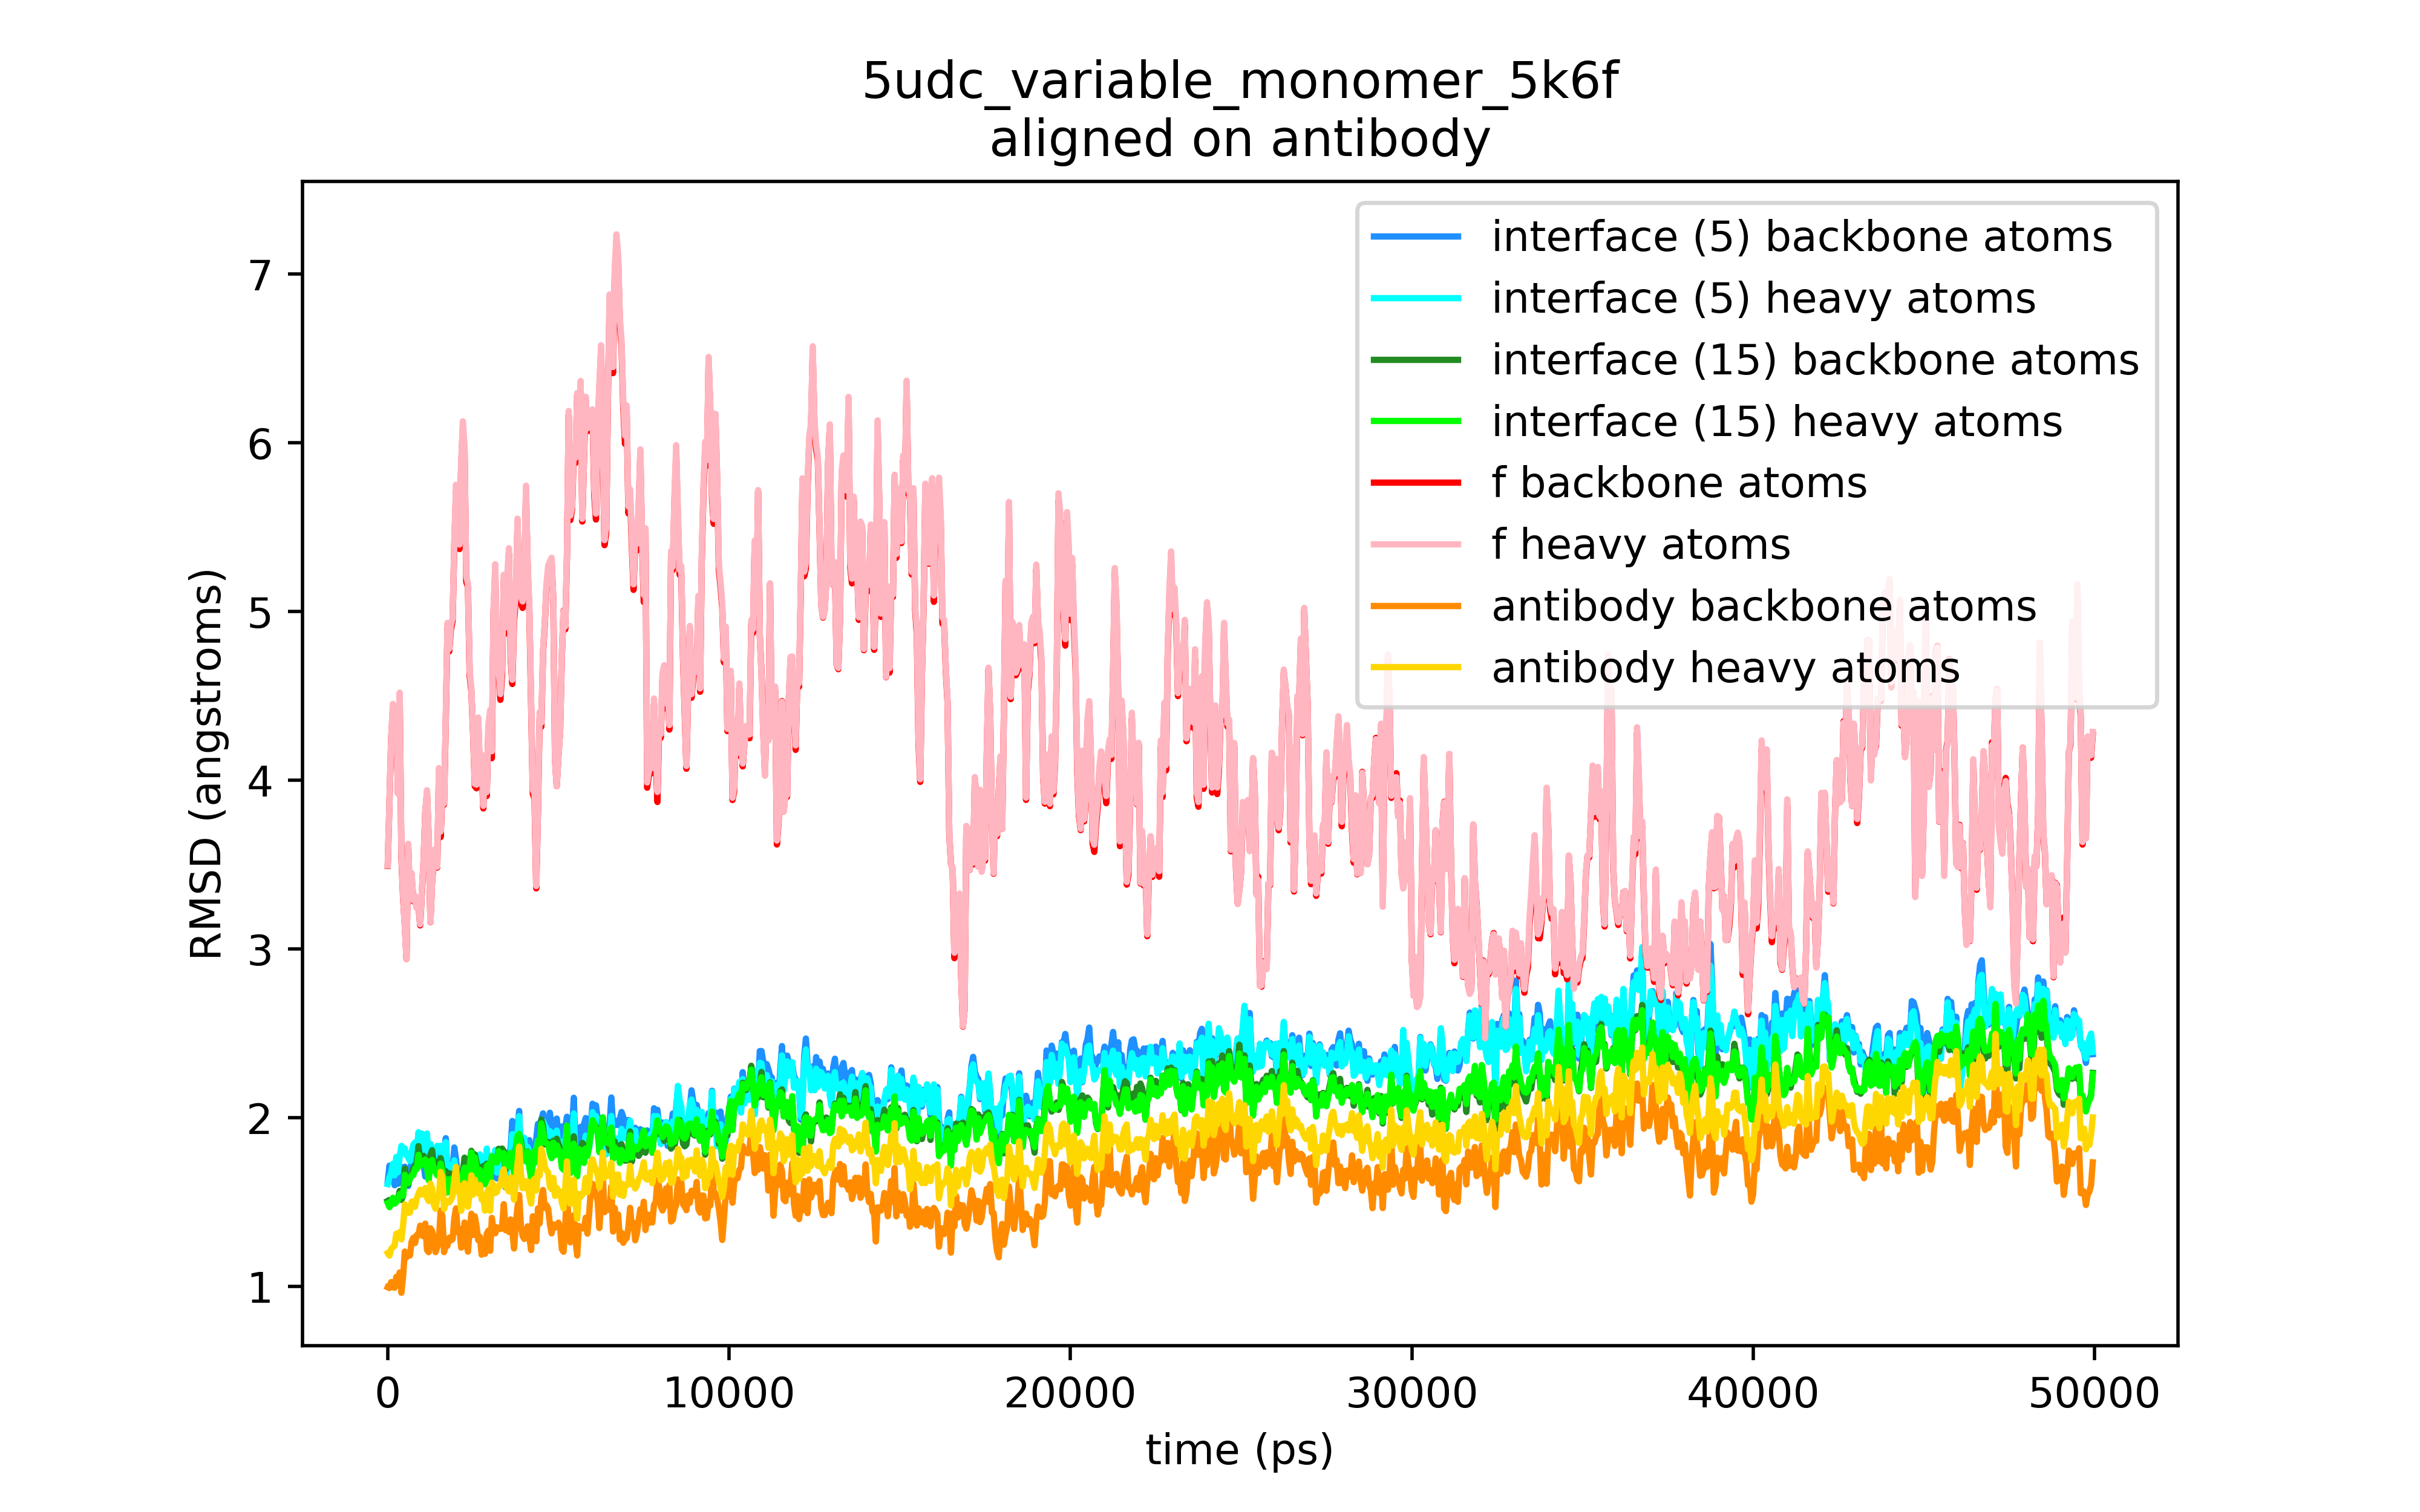 5udc_variable_monomer_5k6f
aligned on antibody
interface (5) backbone atoms
interface (5) heavy atoms
interface (15) backbone atoms
interface (15) heavy atoms
f backbone atoms
f heavy atoms
antibody backbone atoms
antibody heavy atoms
RMSD (angstroms)
7
6
5
4
3
2
1
0 10000 20000 30000 40000 50000
time (ps)